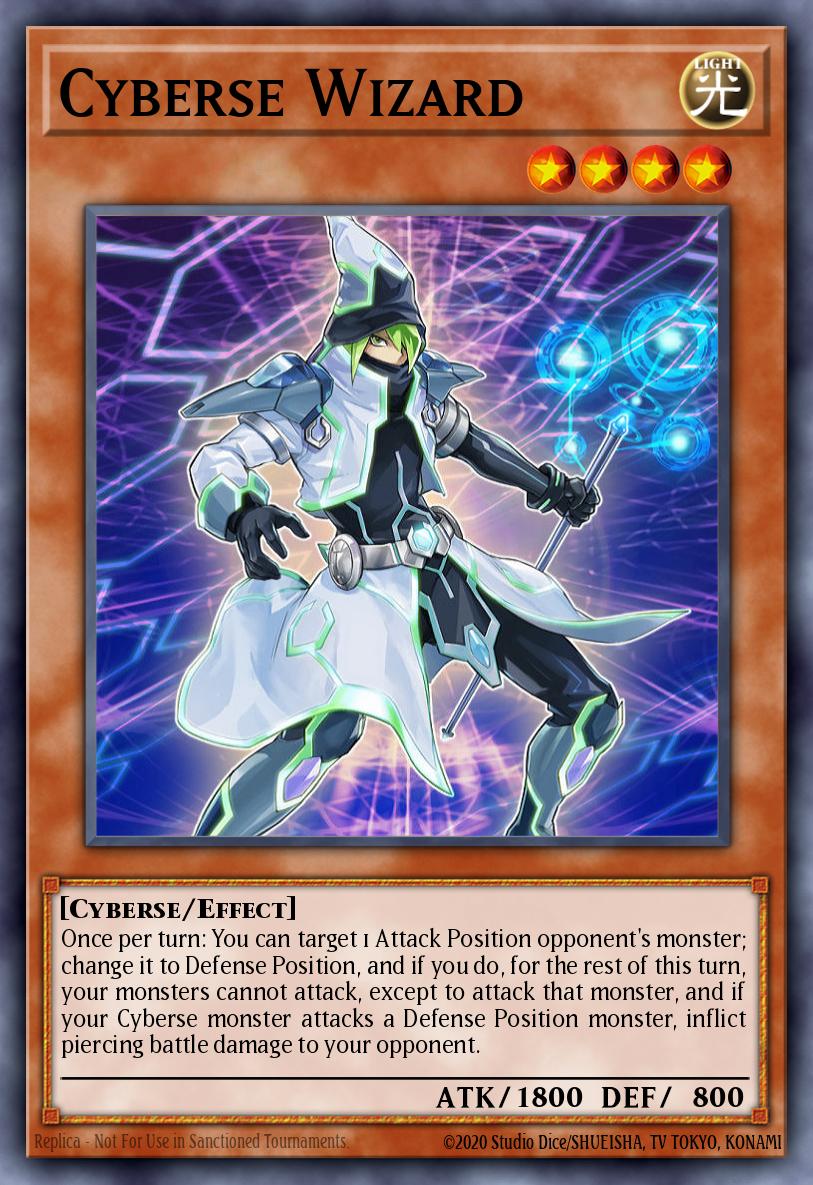 Cyberse Wizard
LIGHT
光
[Cyberse/Effect]
Once per turn: You can target 1 Attack Position opponent's monster;
change it to Defense Position, and if you do, for the rest of this turn,
your monsters cannot attack, except to attack that monster, and if
your Cyberse monster attacks a Defense Position monster, inflict
piercing battle damage to your opponent.
ATK/1800 DEF/ 800
Replica - Not For Use in Sanctioned Tournaments.
©2020 Studio Dice/SHUEISHA, TV TOKYO, KONAMI